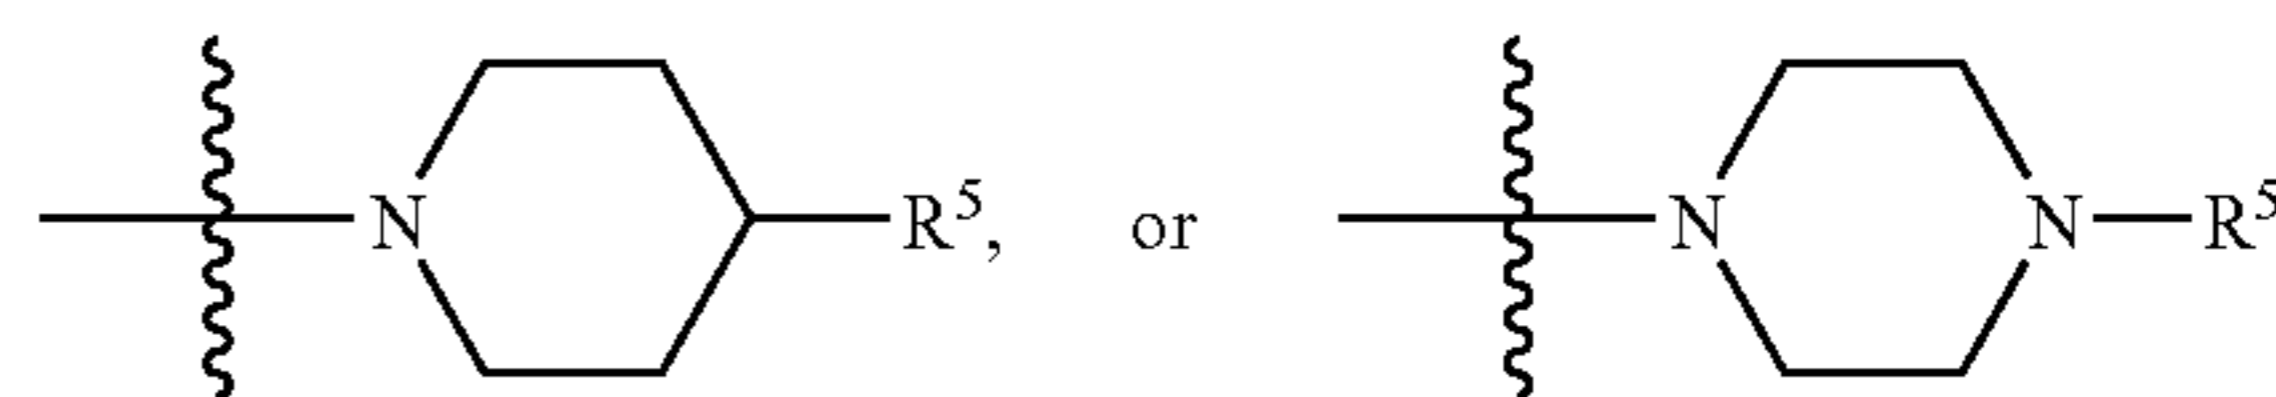 N R⁵, or N N R⁵